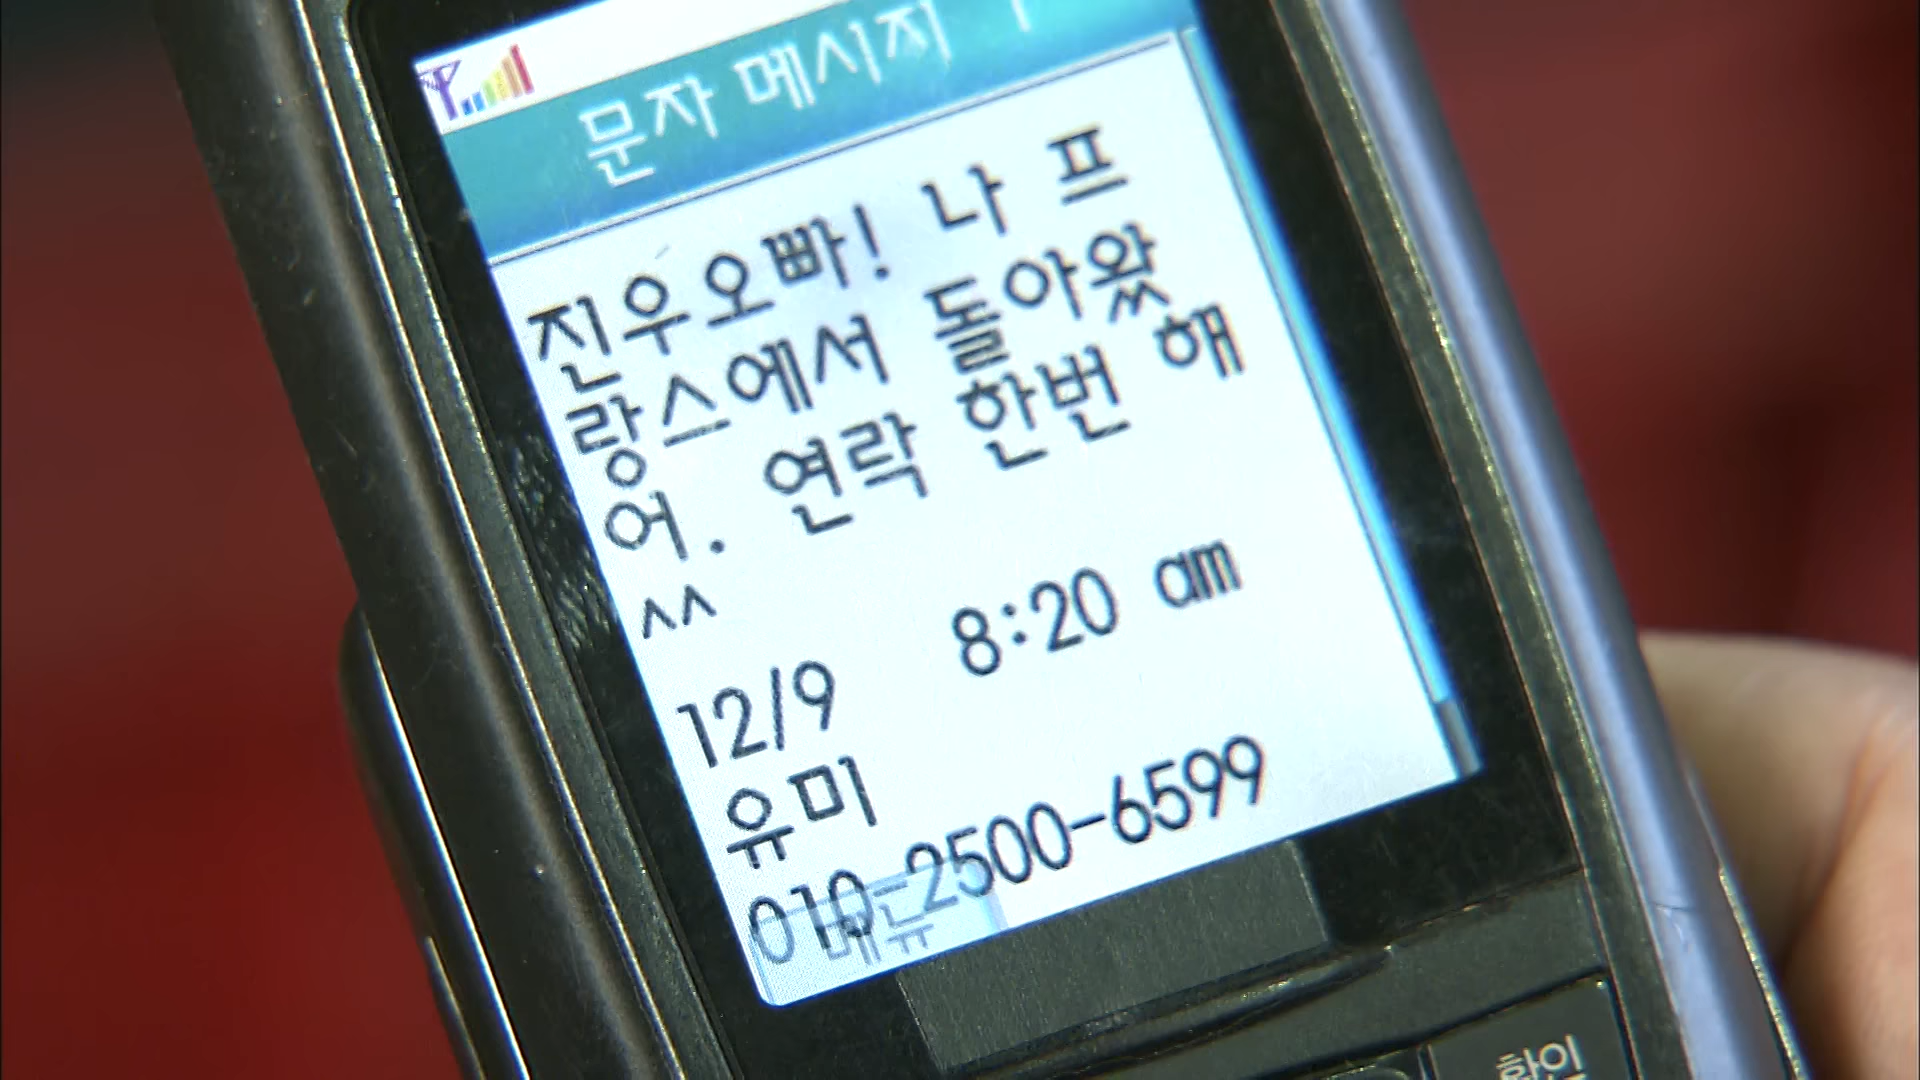 문자 메시지
진우오빠! 나 프
랑스에서 돌아왔
어. 연락 한번 해
^^
12/9 8:20 am
유미
010-2500-6599
메뉴
확인